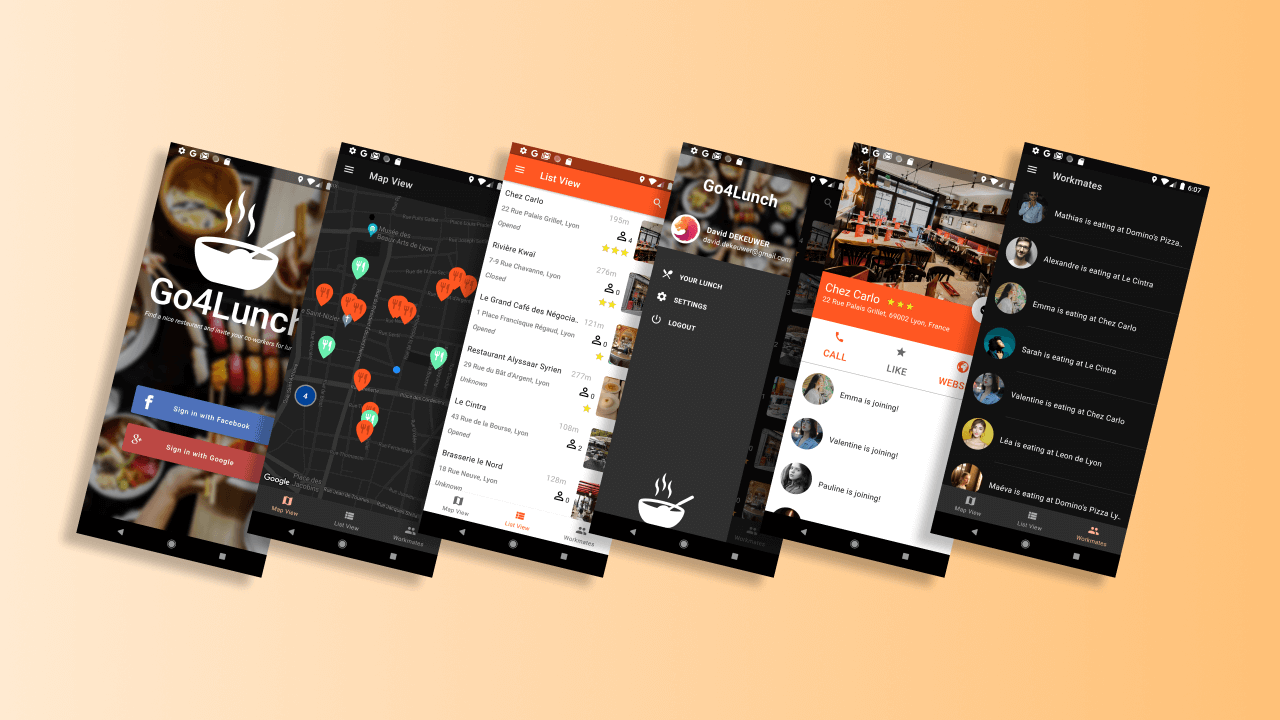 Go4Lunch
Find a nice restaurant and invite your co-workers for lu
Sign in with Facebook
Sign in with Google
Map View
Musée des
Beaux-Arts de Lyon
4
Google
Place des
Jacobins
Map View
List View
Workmates
List View
Chez Carlo
195m
22 Rue Palais Grillet, Lyon
4
Opened
Rivière Kwaï
276m
7-9 Rue Chavanne, Lyon
0
Closed
Le Grand Café des Négocia..
121m
1 Place Francisque Régaud, Lyon
0
Opened
Restaurant Alyssaar Syrien
277m
29 Rue du Bât d'Argent, Lyon
0
Unknown
Le Cintra
108m
43 Rue de la Bourse, Lyon
2
Opened
Brasserie le Nord
128m
18 Rue Neuve, Lyon
0
Unknown
Map View
List View
Workmates
Go4Lunch
David DEKEUWER
david.dekeuwer@gmail.com
YOUR LUNCH
SETTINGS
LOGOUT
Workmates
Chez Carlo
22 Rue Palais Grillet, 69002 Lyon, France
CALL
LIKE
WEBS
Emma is joining!
Valentine is joining!
Pauline is joining!
6:07
Workmates
Mathias is eating at Domino's Pizza..
Alexandre is eating at Le Cintra
Emma is eating at Chez Carlo
Sarah is eating at Le Cintra
Valentine is eating at Chez Carlo
Léa is eating at Leon de Lyon
Maéva is eating at Domino's Pizza Ly..
Map View
List View
Workmates